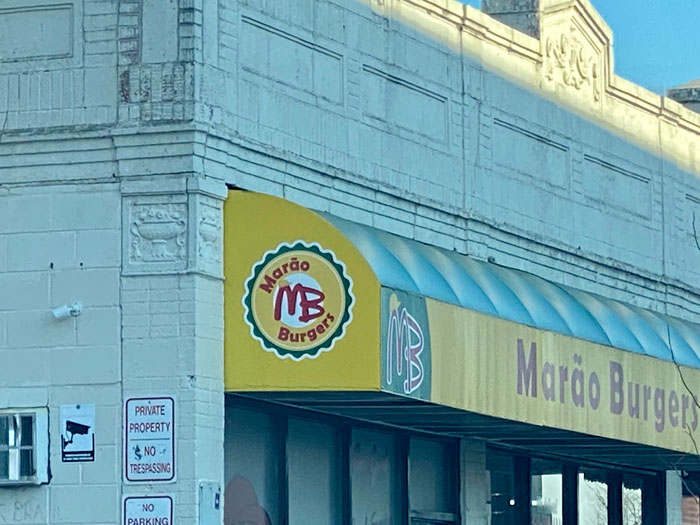 Marão
MB
Burgers
MB
Marão Burgers
PRIVATE
PROPERTY
NO
TRESPASSING
NO
PARKING